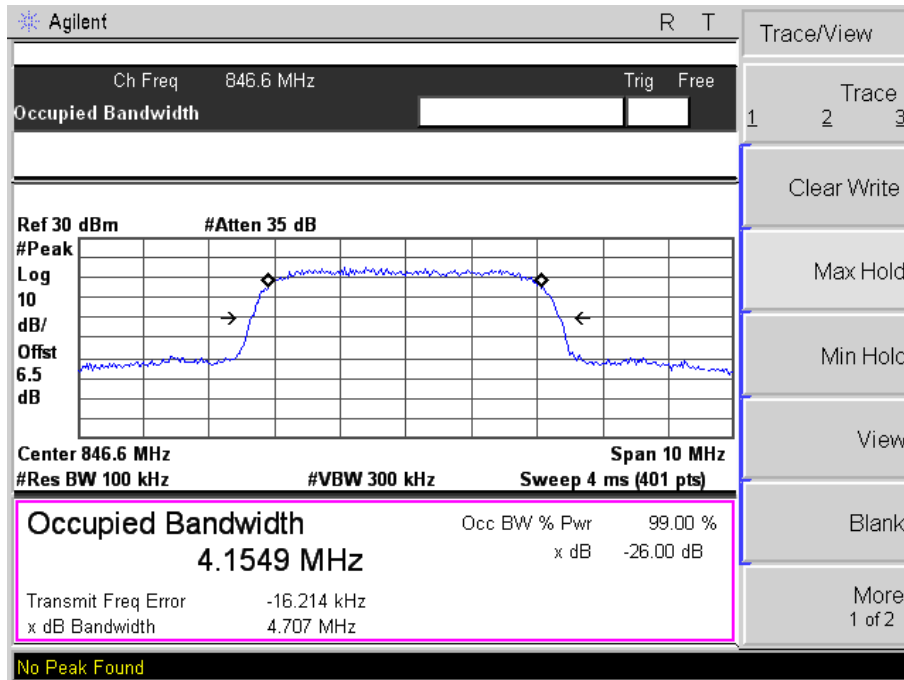 Agilent R T
Trace/View
Ch Freq 846.6 MHz Trig Free
Occupied Bandwidth
Trace
1 2 3
Clear Write
Max Hold
Min Hold
View
Blank
More
1 of 2
Ref 30 dBm #Atten 35 dB
#Peak
Log
10
dB/
Offst
6.5
dB
Center 846.6 MHz Span 10 MHz
#Res BW 100 kHz #VBW 300 kHz Sweep 4 ms (401 pts)
Occupied Bandwidth Occ BW % Pwr 99.00 %
4.1549 MHz x dB -26.00 dB
Transmit Freq Error -16.214 kHz
x dB Bandwidth 4.707 MHz
No Peak Found